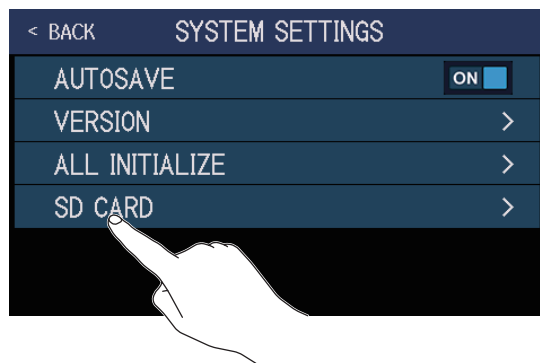 < BACK SYSTEM SETTINGS
AUTOSAVE ON
VERSION >
ALL INITIALIZE >
SD CARD >